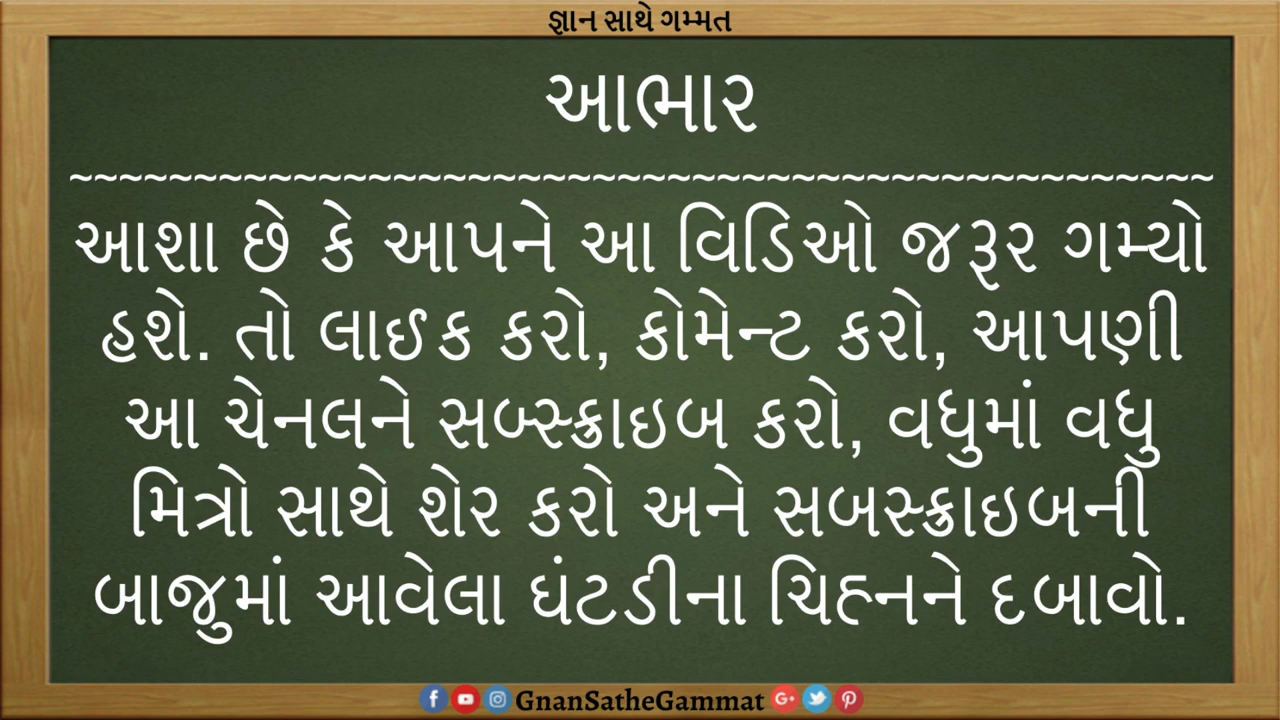 જ્ઞાન સાથે ગમ્મત
આભાર
~~~~~~~~~~~~~~~~~~~~~~~~~~~~~~~~~~~~~~~~~~~~~~
આશા છે કે આપને આ વિડિઓ જરૂર ગમ્યો
હશે. તો લાઈક કરો, કોમેન્ટ કરો, આપણી
આ ચેનલને સબ્સ્ક્રાઇબ કરો, વધુમાં વધુ
મિત્રો સાથે શેર કરો અને સબસ્ક્રાઇબની
બાજુમાં આવેલા ઘંટડીના ચિહ્નને દબાવો.
GnanSatheGammat